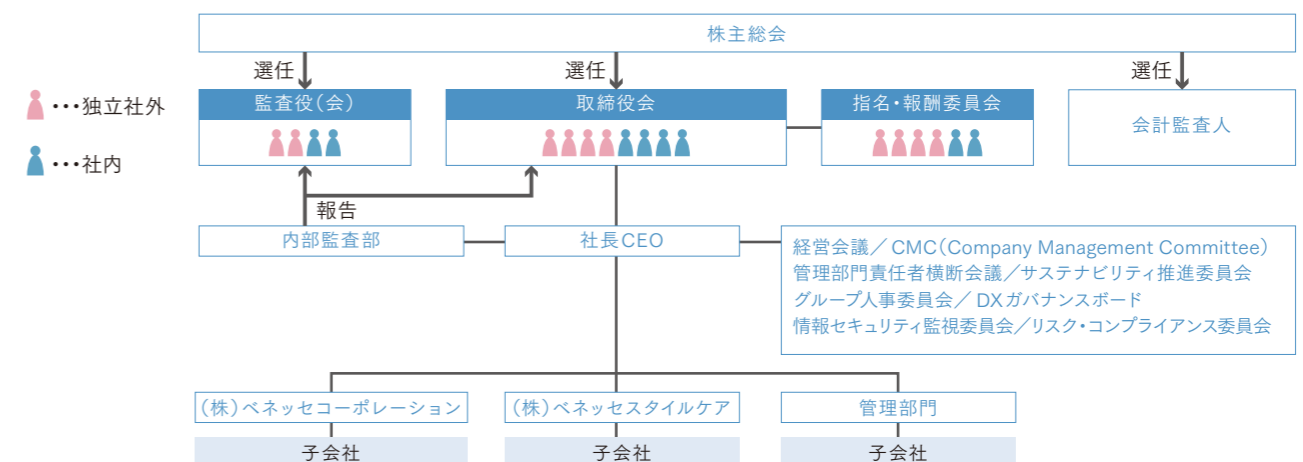 株主総会
選任
選任
選任
・・・独立社外
・・・社内
監査役(会)
取締役会
指名・報酬委員会
会計監査人
報告
内部監査部
社長CEO
経営会議/CMC(Company Management Committee)
管理部門責任者横断会議/サステナビリティ推進委員会
グループ人事委員会/DXガバナンスボード
情報セキュリティ監視委員会/リスク・コンプライアンス委員会
(株)ベネッセコーポレーション
(株)ベネッセスタイルケア
管理部門
子会社
子会社
子会社